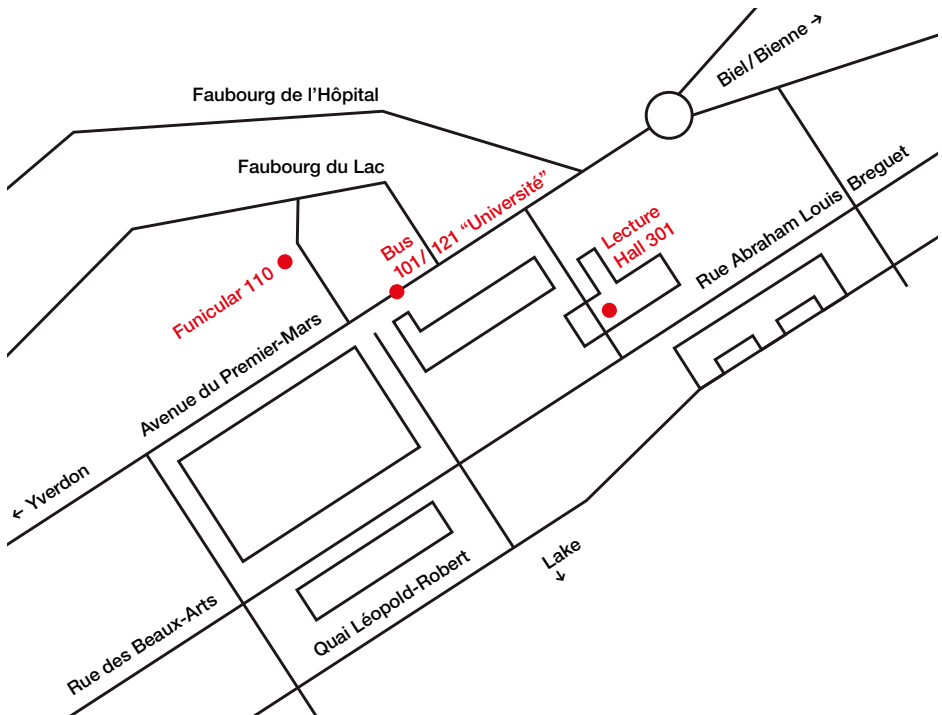 Biel/Bienne →
Faubourg de l’Hôpital
Faubourg du Lac
Bus
101/ 121 “Université”
Lecture
Hall 301
Rue Abraham Louis Breguet
Funicular 110
Avenue du Premier-Mars
← Yverdon
Rue des Beaux-Arts
Quai Léopold-Robert
Lake
↓